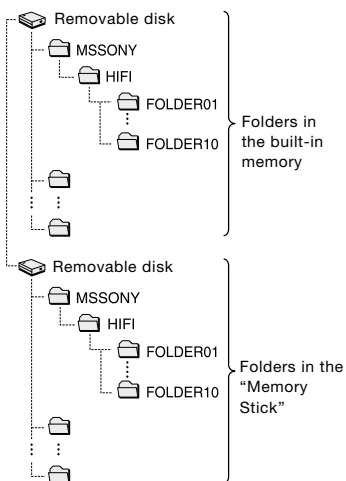 Removable disk
MSSONY
HIFI
FOLDER01
FOLDER10
Folders in
the built-in
memory
Removable disk
MSSONY
HIFI
FOLDER01
FOLDER10
Folders in the
“Memory
Stick”